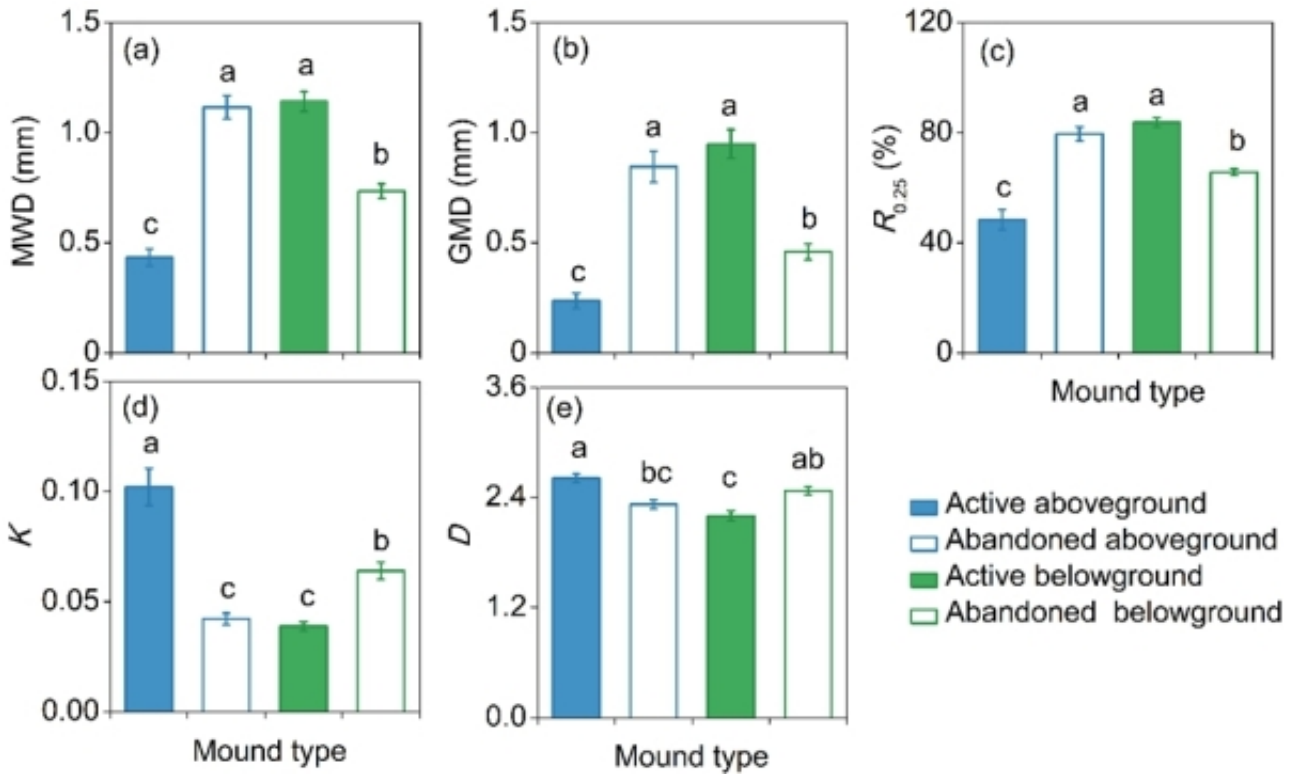 (a)
MWD (mm)
1.5
1.0
0.5
0
c
a
a
b
(b)
GMD (mm)
1.5
1.0
0.5
0
c
a
a
b
(c)
R0.25 (%)
120
80
40
0
c
a
a
b
Mound type
(d)
K
0.15
0.10
0.05
0.00
a
c
c
b
Mound type
(e)
D
3.6
2.4
1.2
0.0
a
bc
c
ab
Mound type
Active aboveground
Abandoned aboveground
Active belowground
Abandoned belowground